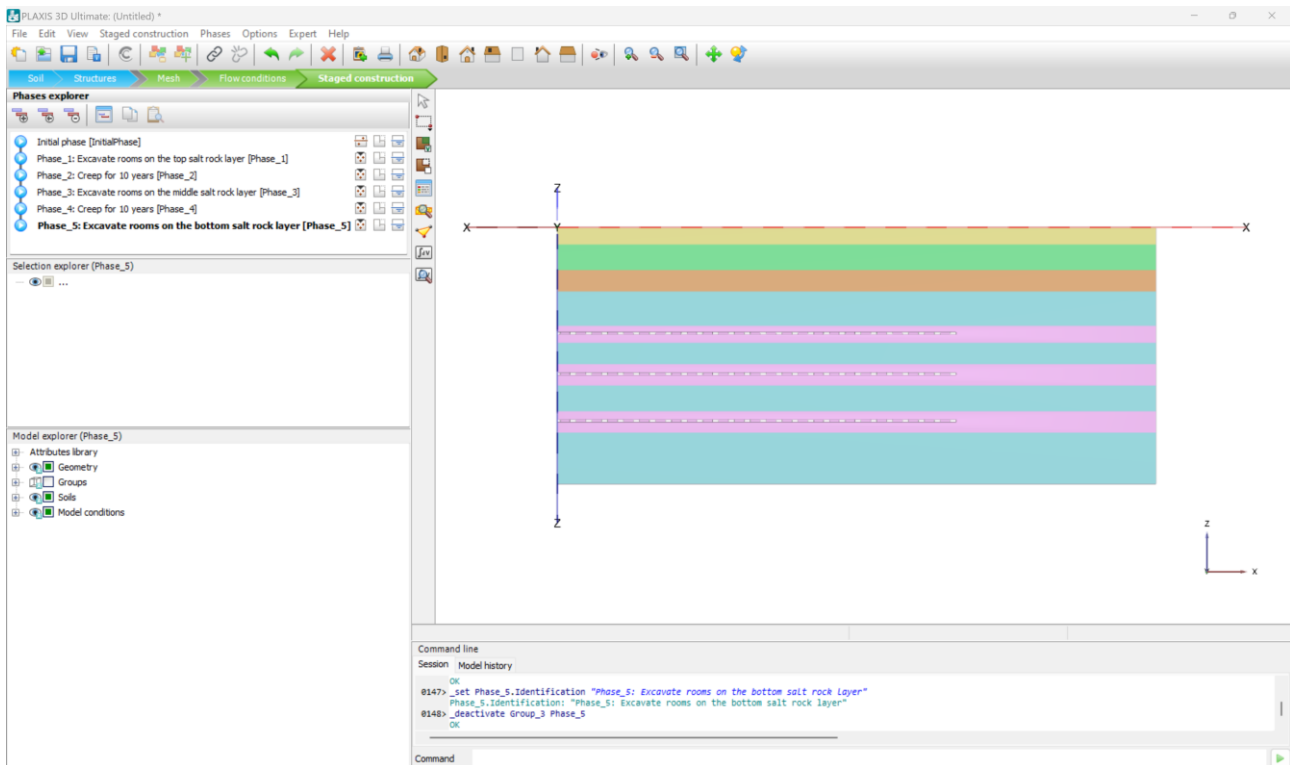 PLAXIS 3D Ultimate: (Untitled) *
File Edit View Staged construction Phases Options Expert Help
Soil Structures Mesh Flow conditions Staged construction
Phases explorer
Initial phase [InitialPhase]
Phase_1: Excavate rooms on the top salt rock layer [Phase_1]
Phase_2: Creep for 10 years [Phase_2]
Phase_3: Excavate rooms on the middle salt rock layer [Phase_3]
Phase_4: Creep for 10 years [Phase_4]
Phase_5: Excavate rooms on the bottom salt rock layer [Phase_5]
Selection explorer (Phase_5)
...
Model explorer (Phase_5)
Attributes library
Geometry
Groups
Soils
Model conditions
Z
X Y X
Z
z
x
Command line
Session Model history
OK
0147> _set Phase_5.Identification "Phase_5: Excavate rooms on the bottom salt rock layer"
Phase_5.Identification: "Phase_5: Excavate rooms on the bottom salt rock layer"
0148> _deactivate Group_3 Phase_5
OK
Command